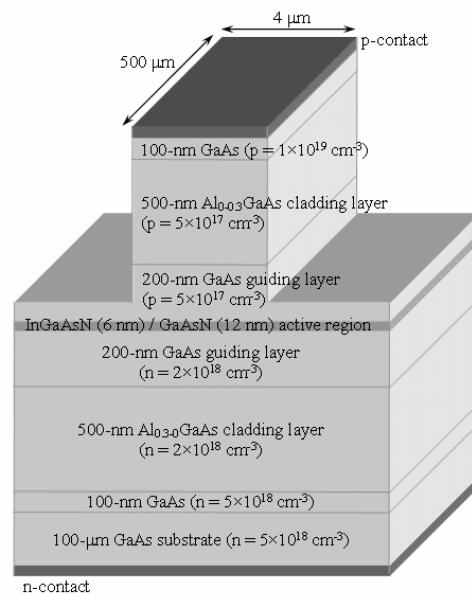 4 μm
500 μm
p-contact
100-nm GaAs (p = 1×10¹⁹ cm⁻³)
500-nm Al₀₋₀.₃GaAs cladding layer
(p = 5×10¹⁷ cm⁻³)
200-nm GaAs guiding layer
(p = 5×10¹⁷ cm⁻³)
InGaAsN (6 nm) / GaAsN (12 nm) active region
200-nm GaAs guiding layer
(n = 2×10¹⁸ cm⁻³)
500-nm Al₀.₃₋₀GaAs cladding layer
(n = 2×10¹⁸ cm⁻³)
100-nm GaAs (n = 5×10¹⁸ cm⁻³)
100-μm GaAs substrate (n = 5×10¹⁸ cm⁻³)
n-contact